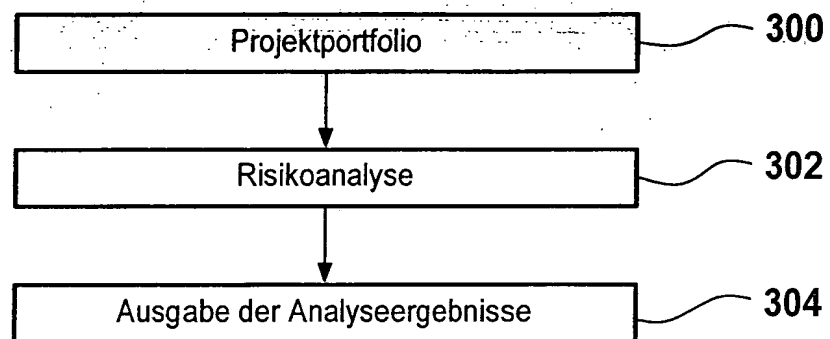 Projektportfolio 300
Risikoanalyse 302
Ausgabe der Analyseergebnisse 304